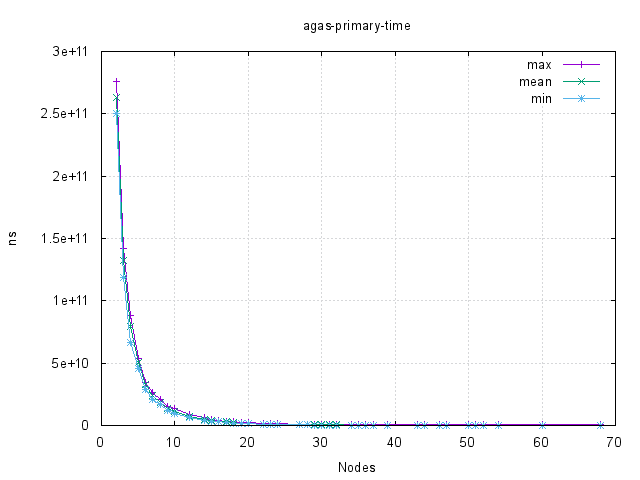 agas-primary-time
3e+11
2.5e+11
2e+11
1.5e+11
1e+11
5e+10
0
ns
max
mean
min
0 10 20 30 40 50 60 70
Nodes